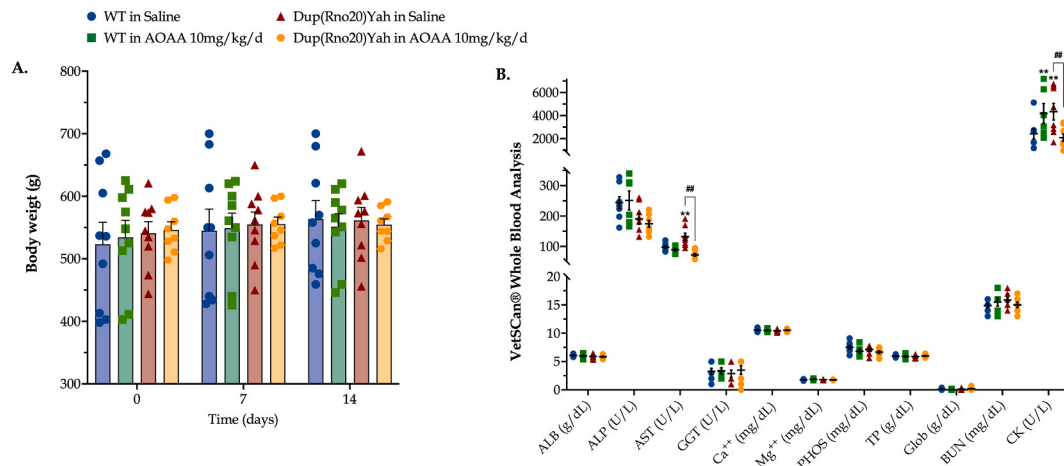 WT in Saline
Dup(Rno20)Yah in Saline
WT in AOAA 10mg/kg/d
Dup(Rno20)Yah in AOAA 10mg/kg/d
A.
800
700
600
500
400
300
Body weigt (g)
0
7
14
Time (days)
B.
VetSCan® Whole Blood Analysis
6000
4000
2000
300
200
100
20
15
10
5
0
**
##
**
##
**
ALB (g/dL)
ALP (U/L)
AST (U/L)
GGT (U/L)
Ca⁺⁺ (mg/dL)
Mg⁺⁺ (mg/dL)
PHOS (mg/dL)
TP (g/dL)
Glob (g/dL)
BUN (mg/dL)
CK (U/L)